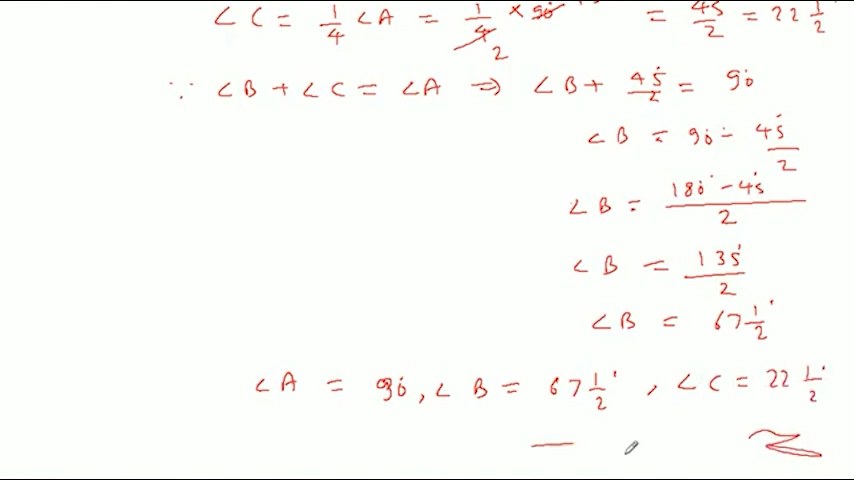 ∠C = 1/4 ∠A = 1/4 × 90° = 45°/2 = 22 1/2°
∵ ∠B + ∠C = ∠A ⇒ ∠B + 45°/2 = 90°
∠B = 90° - 45°/2
∠B = 180° - 45°/2
∠B = 135°/2
∠B = 67 1/2°
∠A = 90°, ∠B = 67 1/2°, ∠C = 22 1/2°